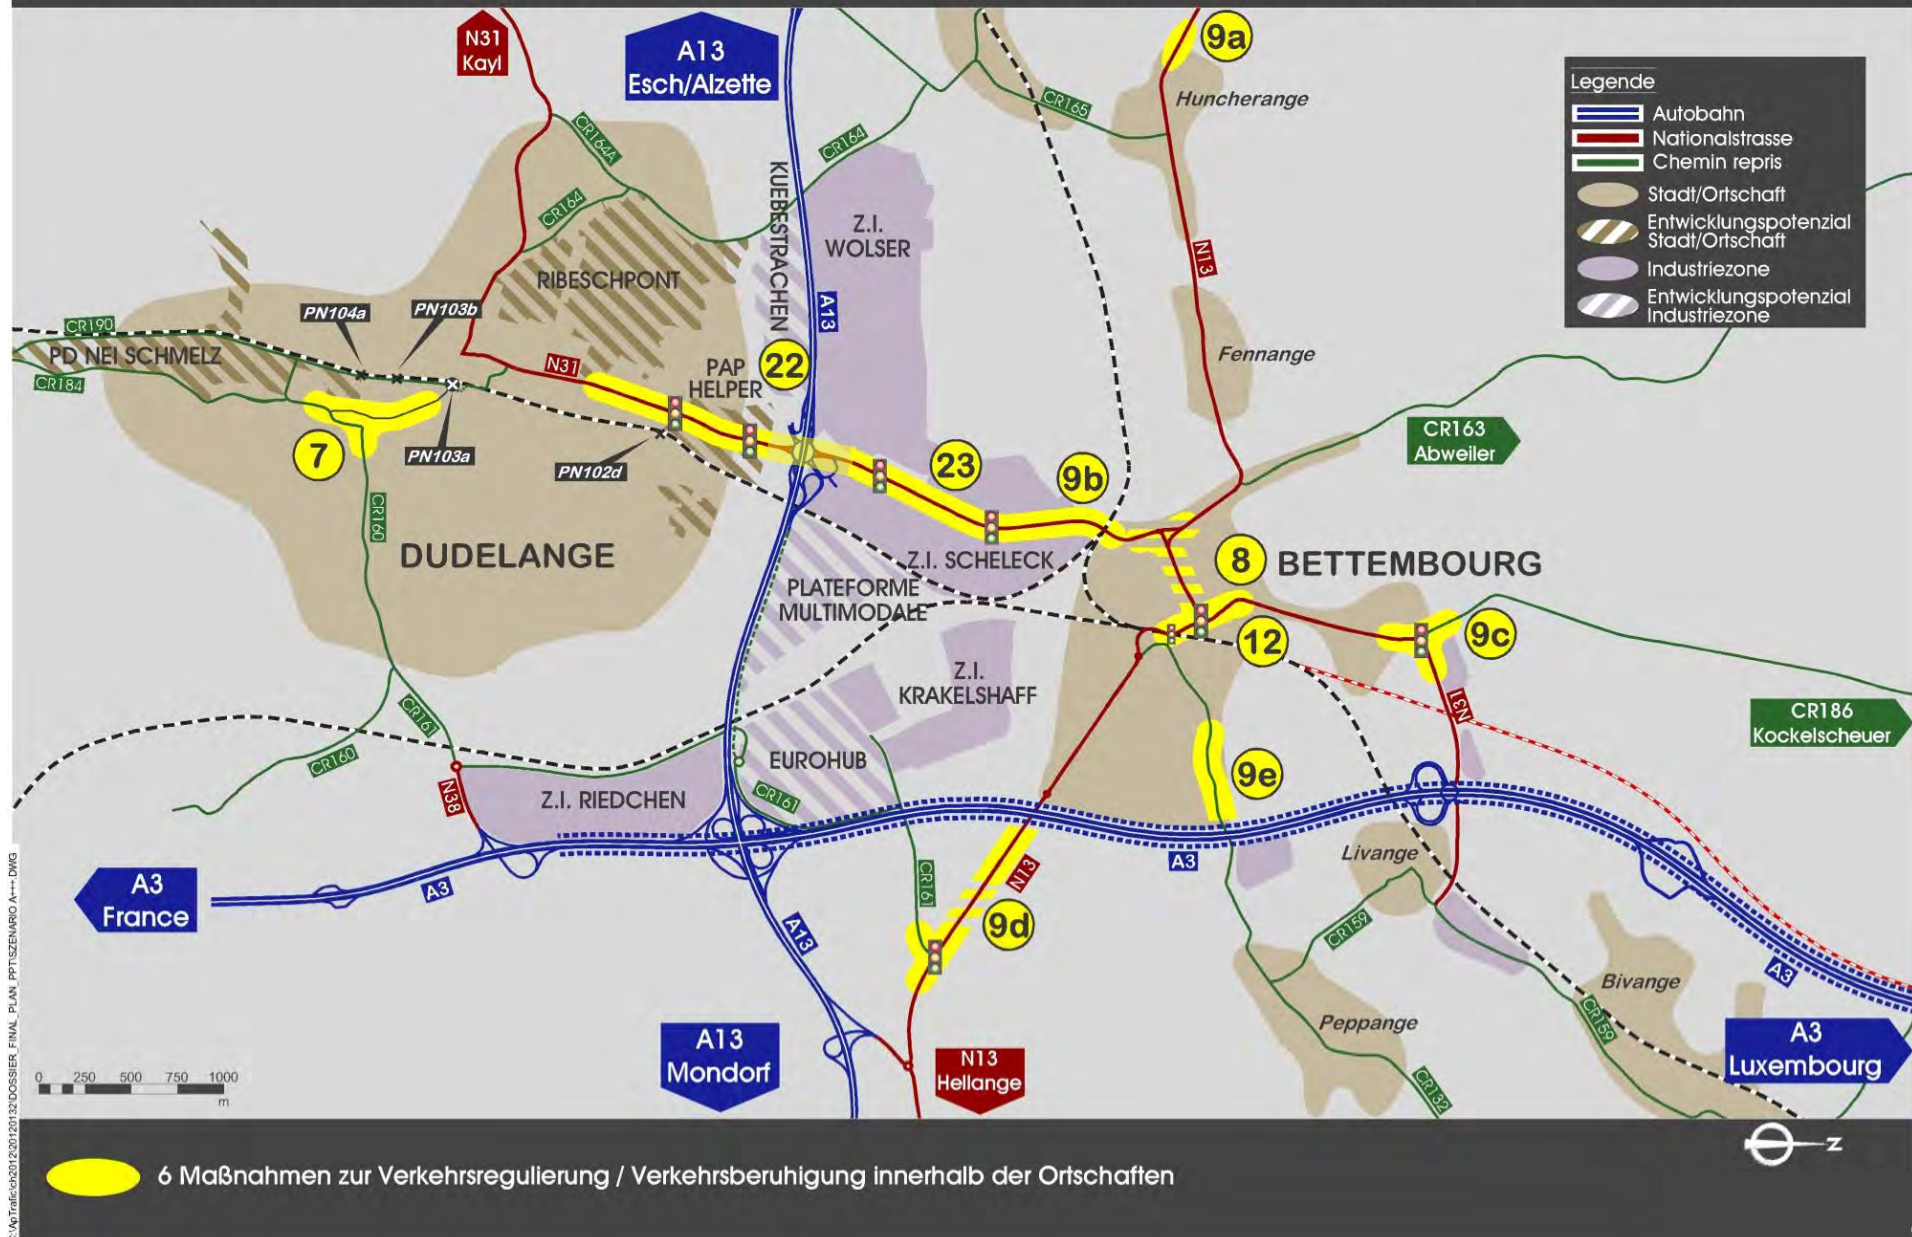 N31
Kayl
A13
Esch/Alzette
9a
Huncherange
CR165
CR164A
CR164
CR164
KUEBESTRACHEN
Z.I.
WOLSER
RIBESCHPONT
N13
A13
Legende
Autobahn
Nationalstrasse
Chemin repris
Stadt/Ortschaft
Entwicklungspotenzial
Stadt/Ortschaft
Industriezone
Entwicklungspotenzial
Industriezone
PN104a
PN103b
CR190
PD NEI SCHMELZ
CR184
N31
PAP
HELPER
22
Fennange
7
PN103a
PN102d
23
9b
CR163
Abweiler
CR160
DUDELANGE
Z.I. SCHELECK
8
BETTEMBOURG
PLATEFORME
MULTIMODALE
12
9c
Z.I.
KRAKELSHAFF
CR161
N31
CR186
Kockelscheuer
CR160
N38
Z.I. RIEDCHEN
EUROHUB
CR161
9e
A3
France
A3
CR161
N13
A3
Livange
9d
A13
CR159
Bivange
A3
Peppange
CR159
A13
Mondorf
N13
Hellange
A3
Luxembourg
CR132
0 250 500 750 1000
m
Z
6 Maßnahmen zur Verkehrsregulierung / Verkehrsberuhigung innerhalb der Ortschaften